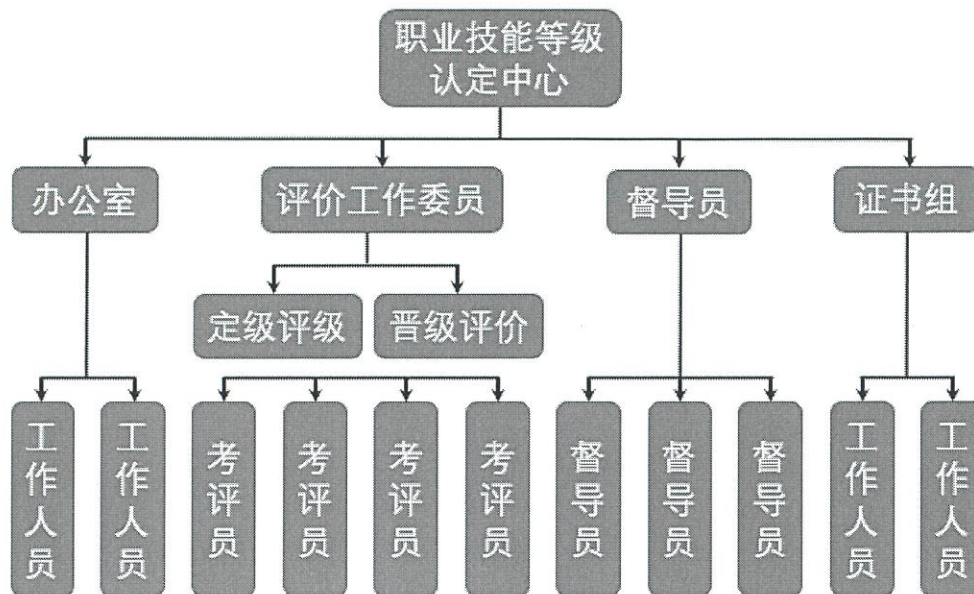 职业技能等级
认定中心
办公室
评价工作委员
督导员
证书组
定级评级
晋级评价
工作人员
工作人员
考评员
考评员
考评员
考评员
督导员
督导员
督导员
工作人员
工作人员